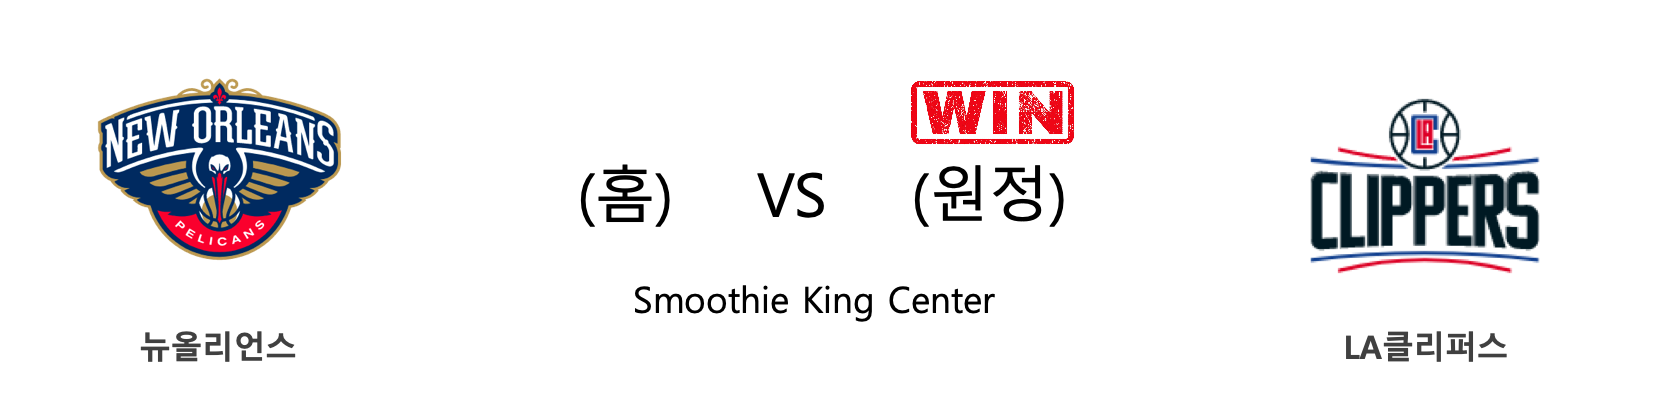 NEW ORLEANS
PELICANS
뉴올리언스
WIN
(홈) VS (원정)
Smoothie King Center
LA
CLIPPERS
LA클리퍼스